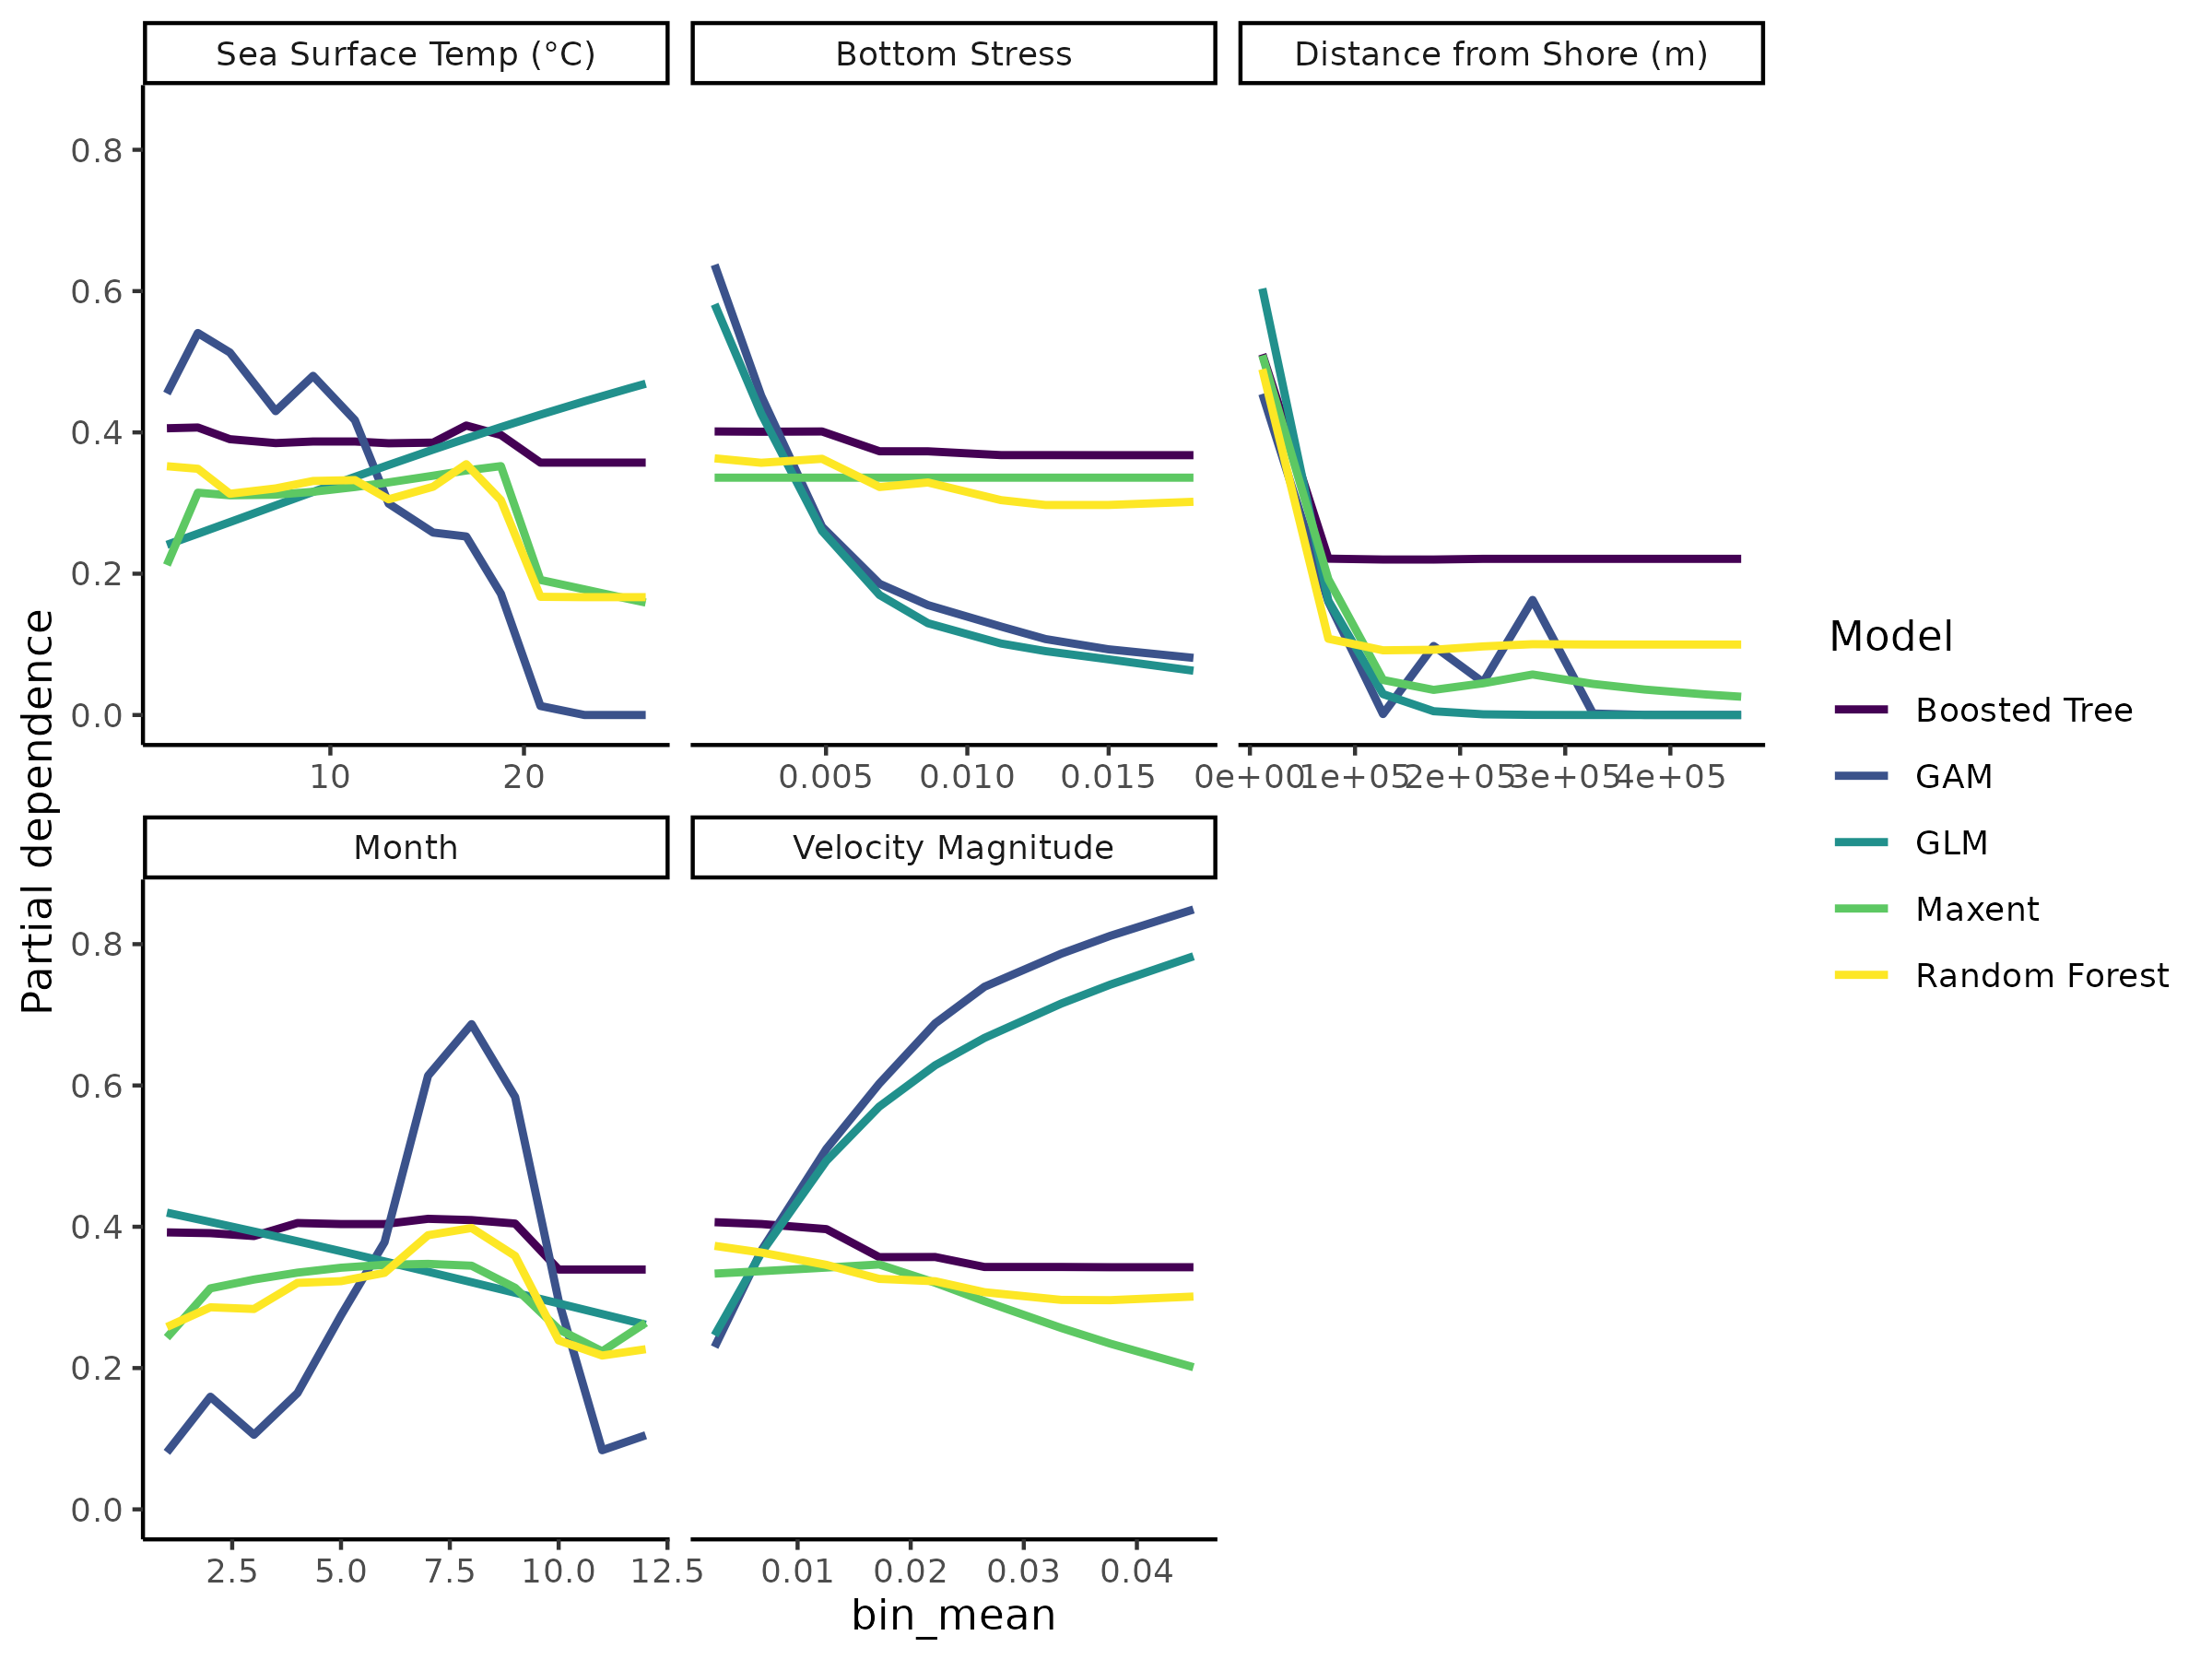 Sea Surface Temp (°C) Bottom Stress Distance from Shore (m)
0.8
0.6
0.4
0.2
0.0
10 20 0.005 0.010 0.015 0e+00 1e+05 2e+05 3e+05 4e+05
Month Velocity Magnitude
0.8
0.6
0.4
0.2
0.0
2.5 5.0 7.5 10.0 12.5 0.01 0.02 0.03 0.04
bin_mean
Partial dependence
Model
Boosted Tree
GAM
GLM
Maxent
Random Forest